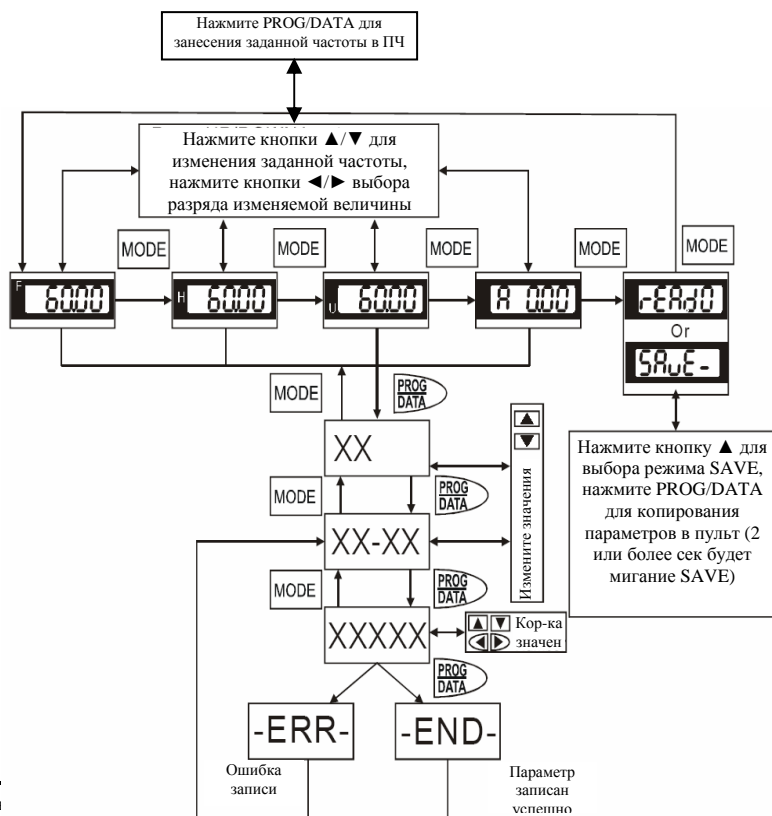 Нажмите PROG/DATA для
занесения заданной частоты в ПЧ
Нажмите кнопки ▲/▼ для
изменения заданной частоты,
нажмите кнопки ◄/► выбора
разряда изменяемой величины
MODE
MODE
MODE
MODE
MODE
F 60.00
H 60.00
U 60.00
A 0.00
rEAd0
Or
SAvE-
MODE
PROG
DATA
XX
Нажмите кнопку ▲ для
выбора режима SAVE,
нажмите PROG/DATA
для копирования
параметров в пульт (2
или более сек будет
мигание SAVE)
▲
▼
Измените значения
MODE
PROG
DATA
XX-XX
MODE
PROG
DATA
XXXXX
▲ ▼ Кор-ка
◄ ► значен
PROG
DATA
-ERR-
-END-
Ошибка
записи
Параметр
записан
успешно